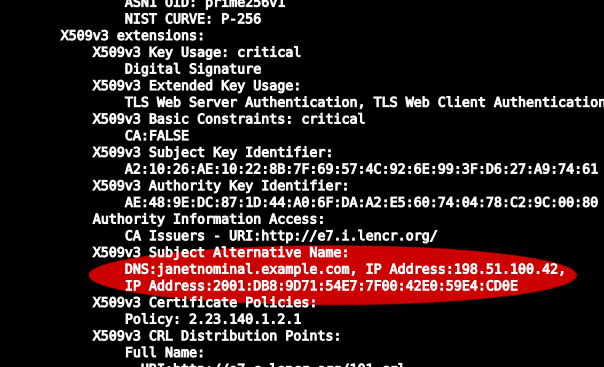 ASN1 OID: prime256v1
NIST CURVE: P-256
X509v3 extensions:
X509v3 Key Usage: critical
Digital Signature
X509v3 Extended Key Usage:
TLS Web Server Authentication, TLS Web Client Authentication
X509v3 Basic Constraints: critical
CA:FALSE
X509v3 Subject Key Identifier:
A2:10:26:AE:10:22:8B:7F:69:57:4C:92:6E:99:3F:D6:27:A9:74:61
X509v3 Authority Key Identifier:
AE:48:9E:DC:87:1D:44:A0:6F:DA:A2:E5:60:74:04:78:C2:9C:00:80
Authority Information Access:
CA Issuers - URI:http://e7.i.lencr.org/
X509v3 Subject Alternative Name:
DNS:janetnominal.example.com, IP Address:198.51.100.42,
IP Address:2001:DB8:9D71:54E7:7F00:42E0:59E4:CD0E
X509v3 Certificate Policies:
Policy: 2.23.140.1.2.1
X509v3 CRL Distribution Points:
Full Name: